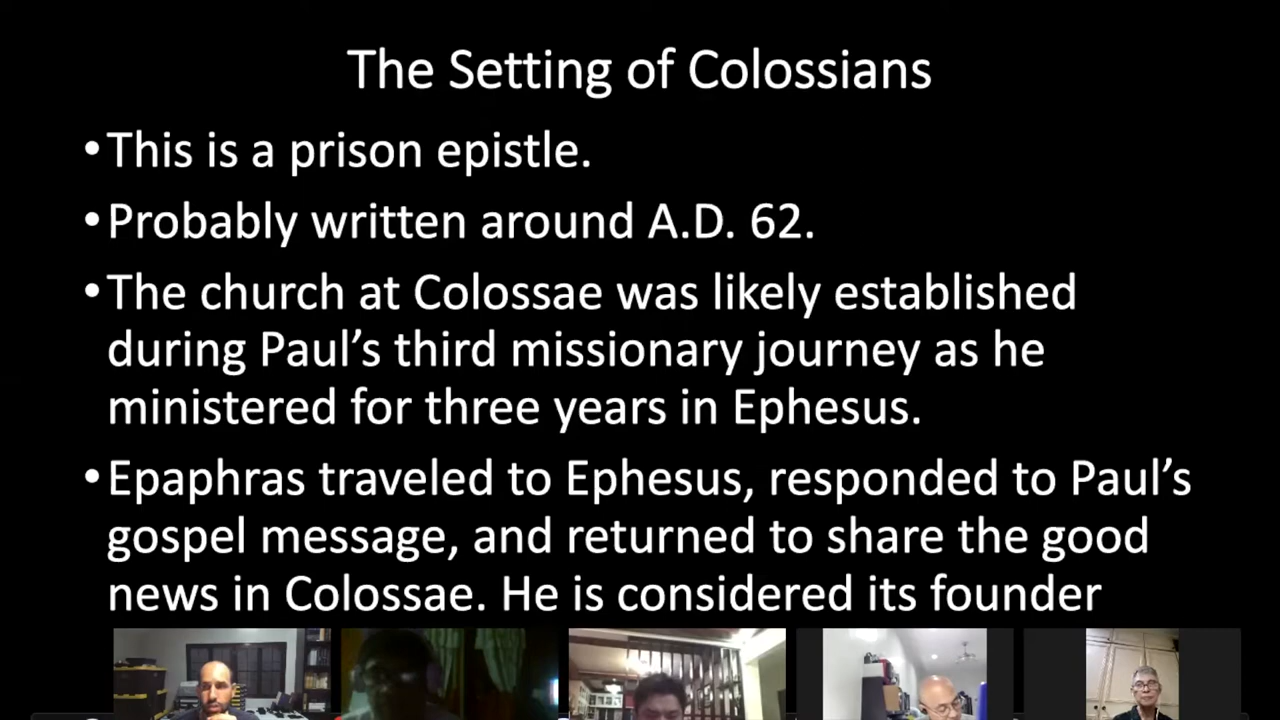 The Setting of Colossians
•This is a prison epistle.
•Probably written around A.D. 62.
•The church at Colossae was likely established
during Paul’s third missionary journey as he
ministered for three years in Ephesus.
•Epaphras traveled to Ephesus, responded to Paul’s
gospel message, and returned to share the good
news in Colossae. He is considered its founder